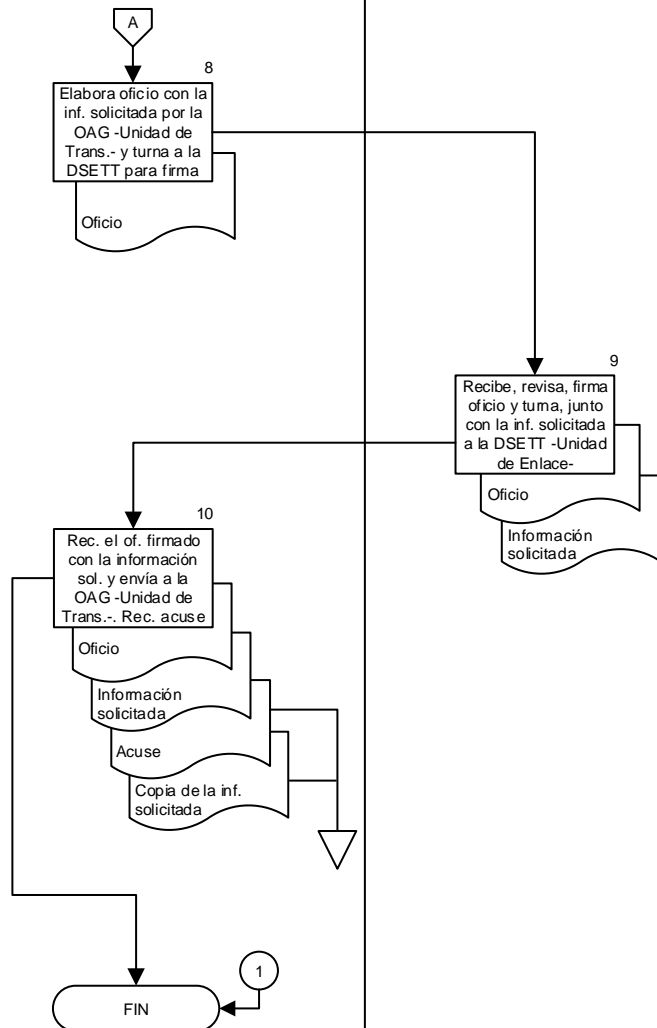 A
8
Elabora oficio con la
inf. solicitada por la
OAG -Unidad de
Trans.- y turna a la
DSETT para firma
Oficio
9
Recibe, revisa, firma
oficio y turna, junto
con la inf. solicitada
a la DSETT -Unidad
de Enlace-
Oficio
Información
solicitada
10
Rec. el of. firmado
con la información
sol. y envía a la
OAG -Unidad de
Trans.-. Rec. acuse
Oficio
Información
solicitada
Acuse
Copia de la inf.
solicitada
1
FIN